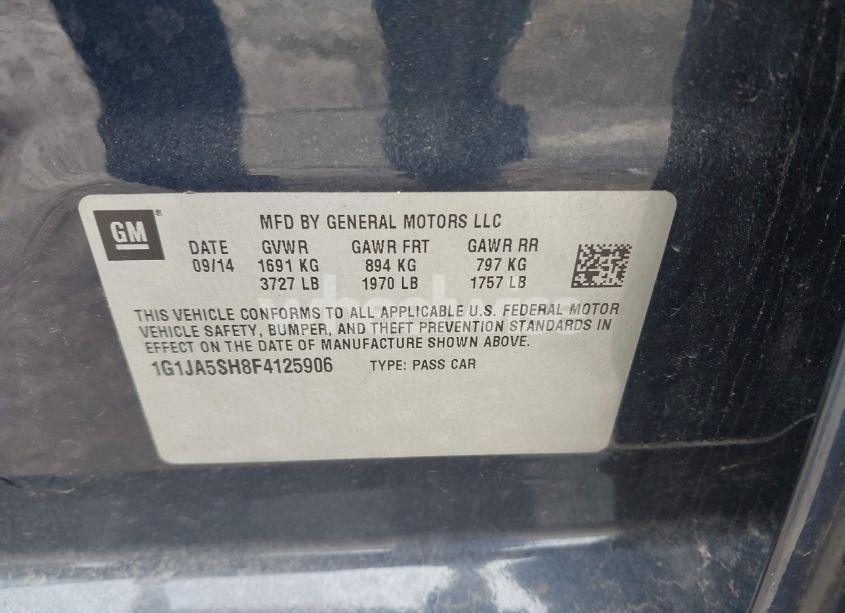 GM
MFD BY GENERAL MOTORS LLC
DATE GVWR GAWR FRT GAWR RR
09/14 1691 KG 894 KG 797 KG
3727 LB 1970 LB 1757 LB
THIS VEHICLE CONFORMS TO ALL APPLICABLE U.S. FEDERAL MOTOR
VEHICLE SAFETY, BUMPER, AND THEFT PREVENTION STANDARDS IN
EFFECT ON THE DATE OF MANUFACTURE SHOWN ABOVE.
1G1JA5SH8F4125906 TYPE: PASS CAR